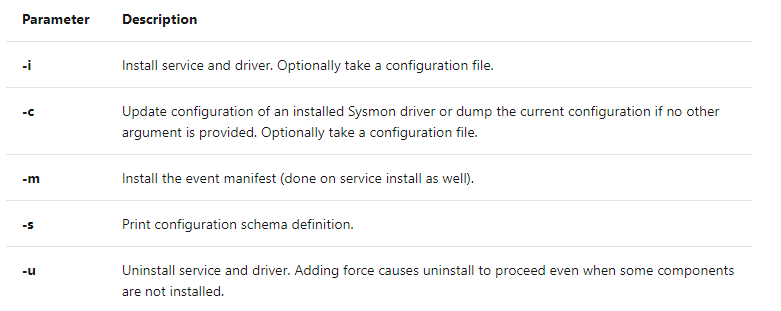 Parameter Description
-i Install service and driver. Optionally take a configuration file.
-c Update configuration of an installed Sysmon driver or dump the current configuration if no other
argument is provided. Optionally take a configuration file.
-m Install the event manifest (done on service install as well).
-s Print configuration schema definition.
-u Uninstall service and driver. Adding force causes uninstall to proceed even when some components
are not installed.